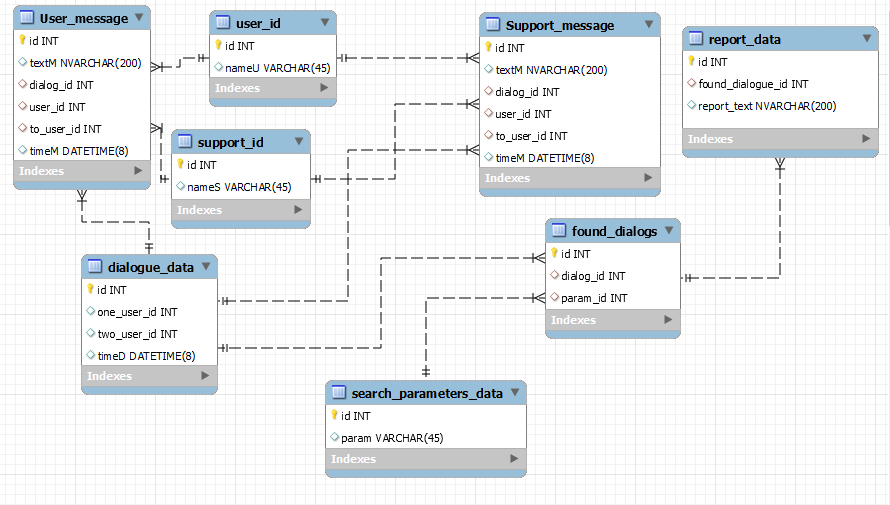 User_message
id INT
textM NVARCHAR(200)
dialog_id INT
user_id INT
to_user_id INT
timeM DATETIME(8)
Indexes
user_id
id INT
nameU VARCHAR(45)
Indexes
support_id
id INT
nameS VARCHAR(45)
Indexes
Support_message
id INT
textM NVARCHAR(200)
dialog_id INT
user_id INT
to_user_id INT
timeM DATETIME(8)
Indexes
report_data
id INT
found_dialogue_id INT
report_text NVARCHAR(200)
Indexes
dialogue_data
id INT
one_user_id INT
two_user_id INT
timeD DATETIME(8)
Indexes
found_dialogs
id INT
dialog_id INT
param_id INT
Indexes
search_parameters_data
id INT
param VARCHAR(45)
Indexes